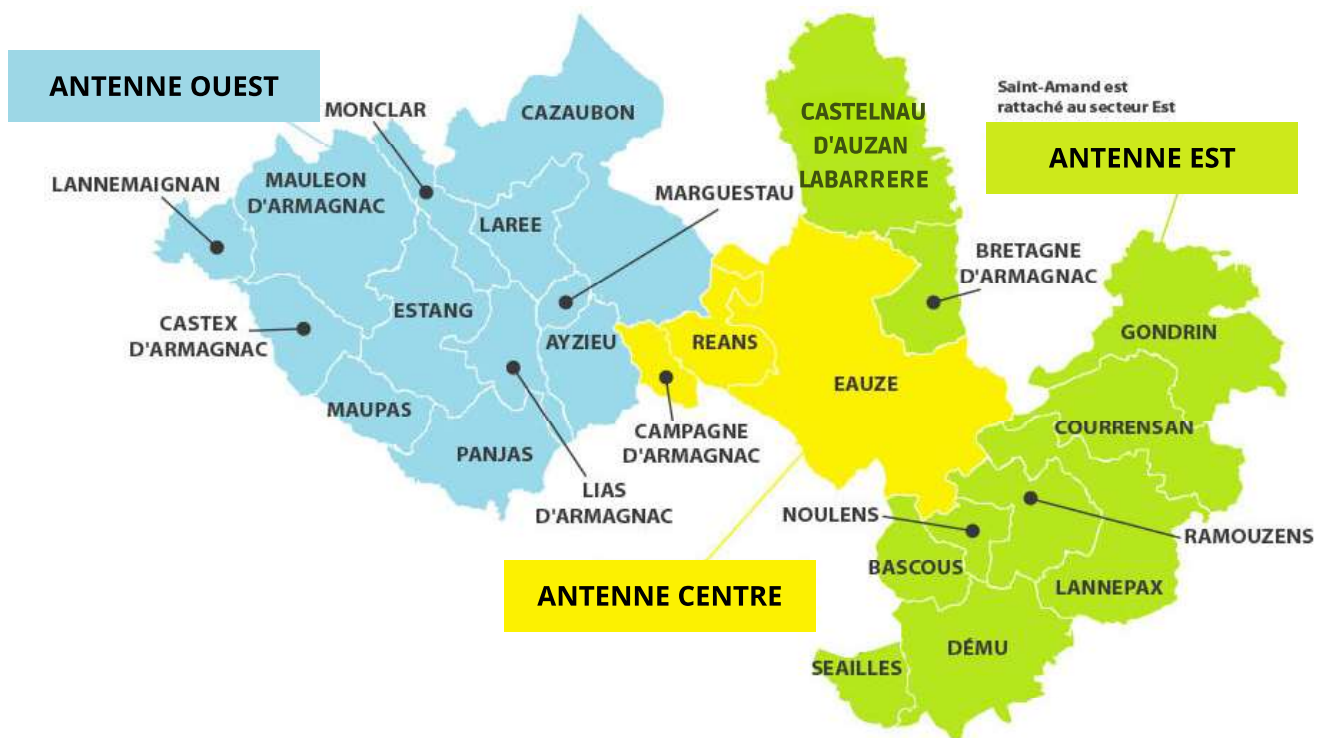 ANTENNE OUEST
MONCLAR
CAZAUBON
LANNEMAIGNAN
MAULEON
D'ARMAGNAC
LAREE
MARGUESTAU
CASTELNAU
D'AUZAN
LABARRERE
Saint-Amand est
rattaché au secteur Est
ANTENNE EST
BRETAGNE
D'ARMAGNAC
CASTEX
D'ARMAGNAC
ESTANG
AYZIEU
REANS
EAUZE
GONDRIN
MAUPAS
PANJAS
CAMPAGNE
D'ARMAGNAC
COURRENSAN
LIAS
D'ARMAGNAC
NOULENS
RAMOUZENS
BASCOUS
LANNEPAX
ANTENNE CENTRE
DÉMU
SEAILLES